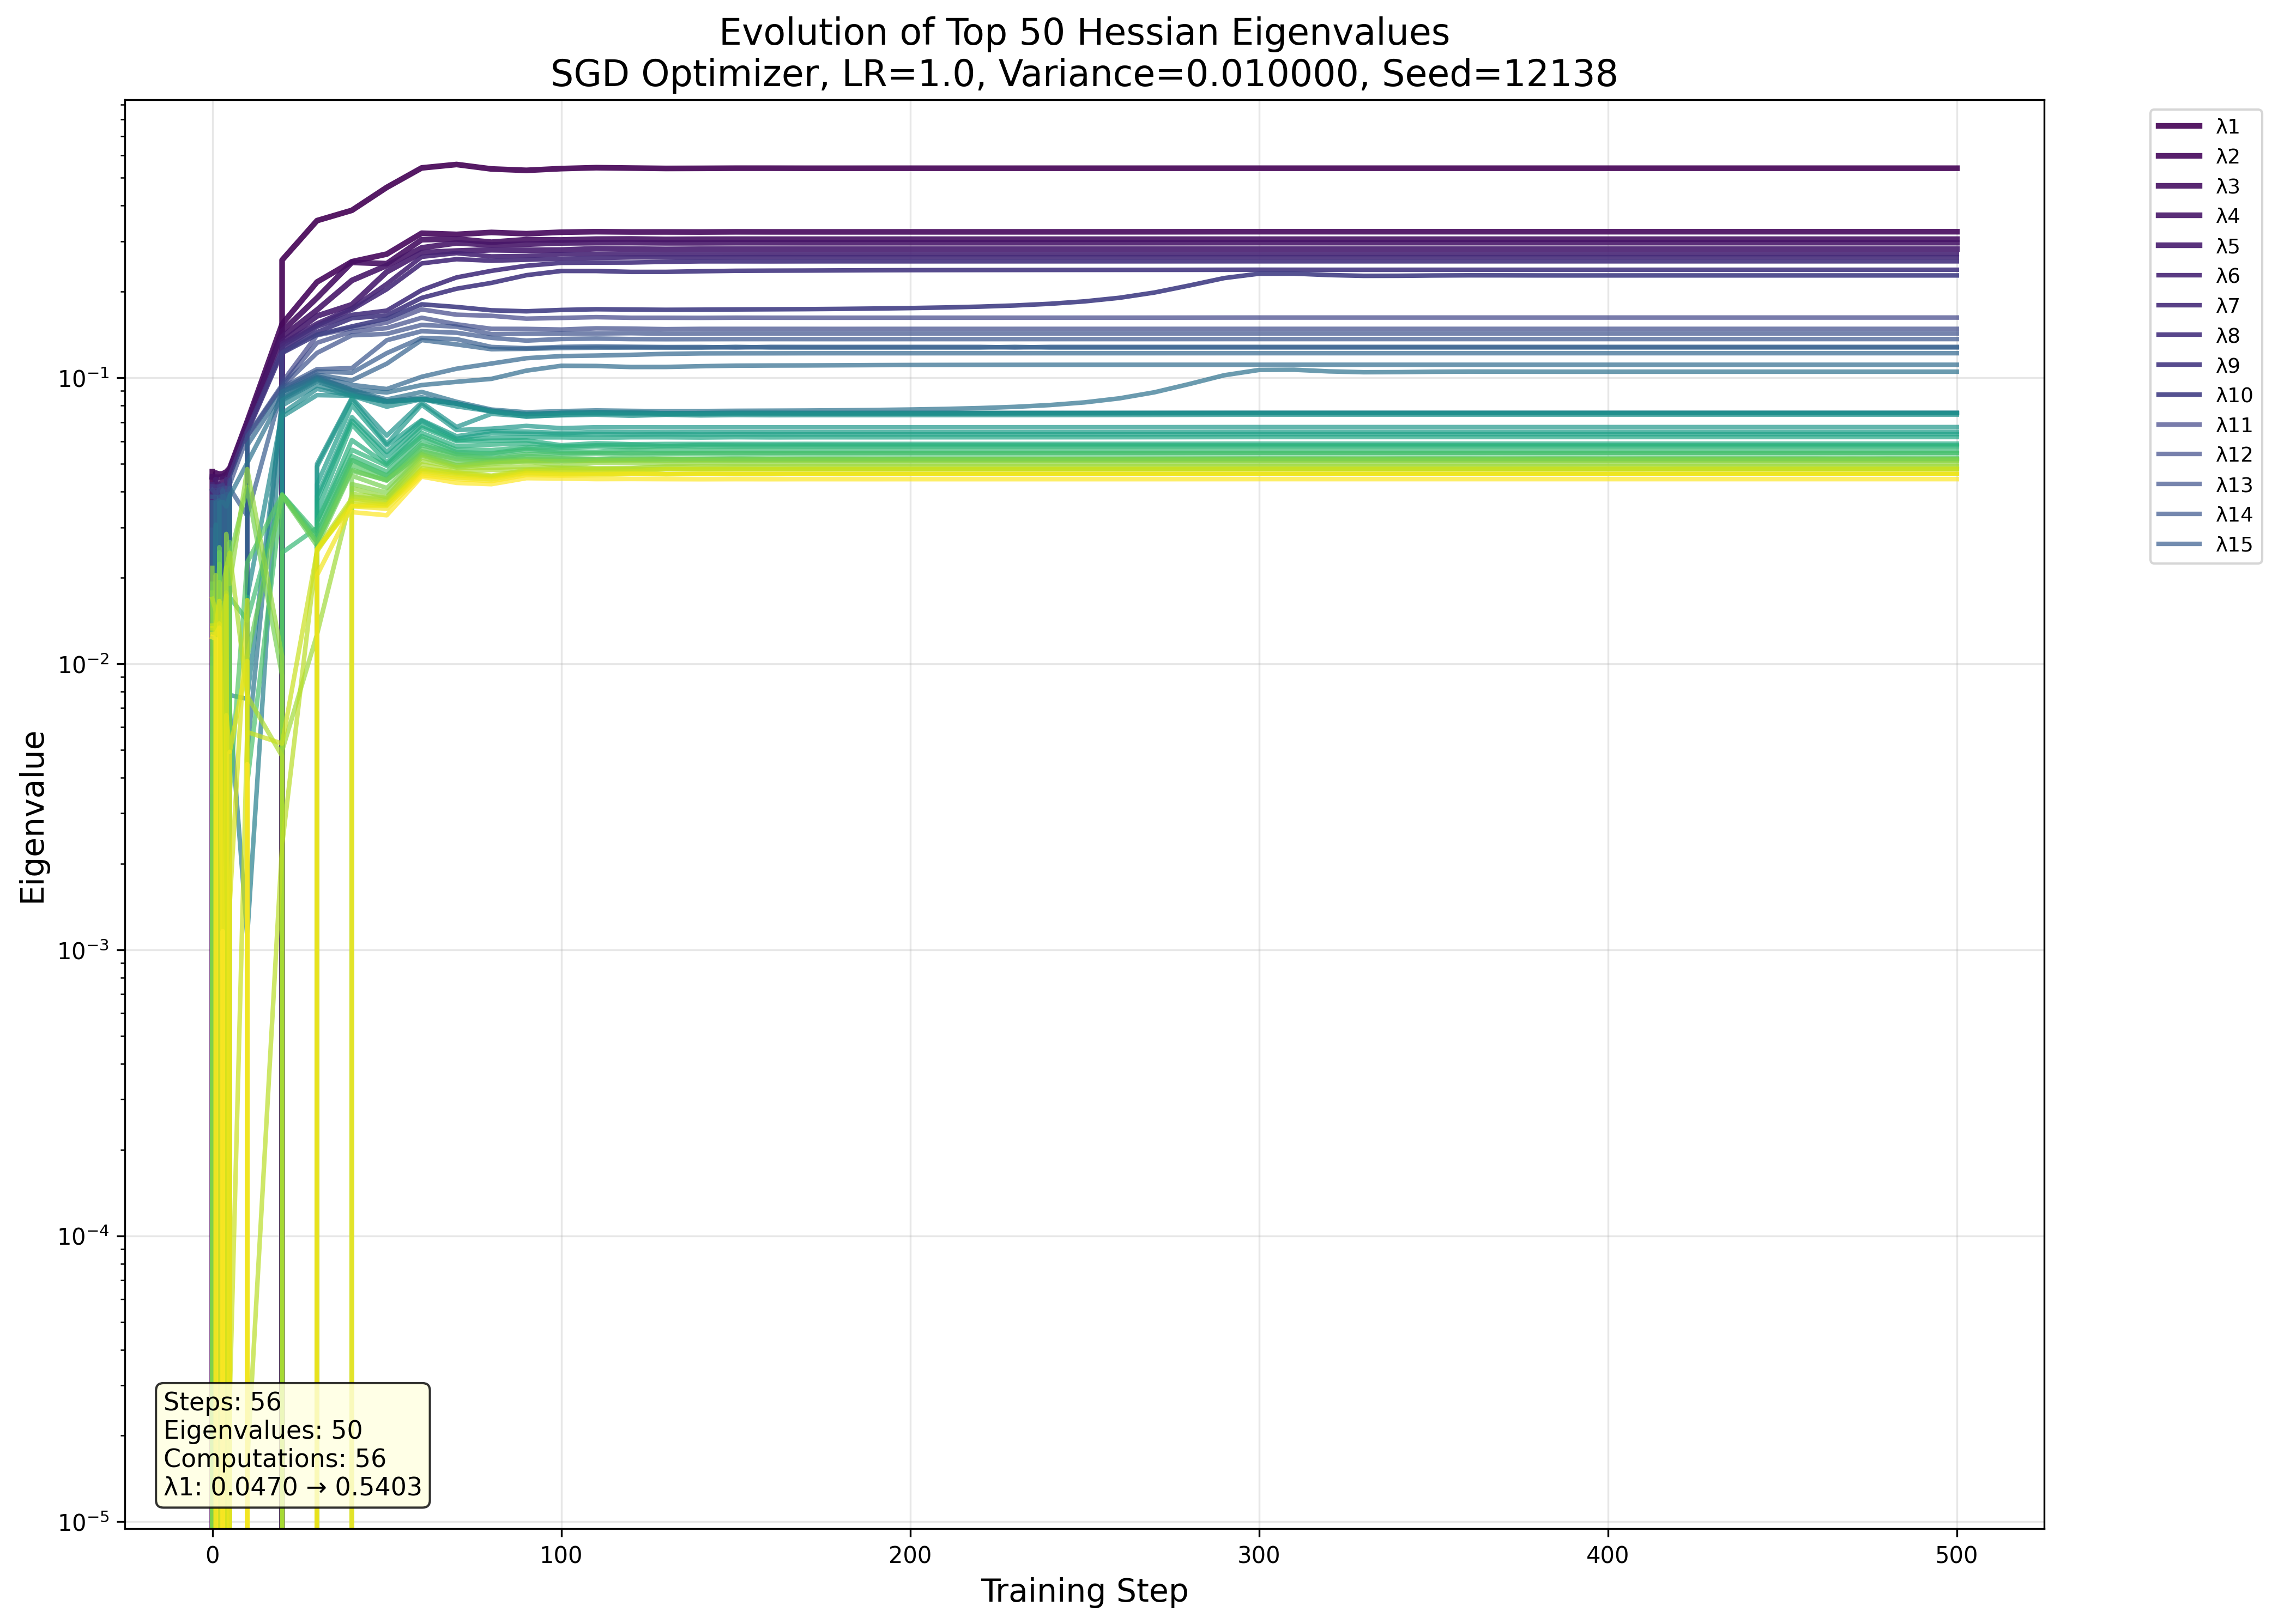 Evolution of Top 50 Hessian Eigenvalues
SGD Optimizer, LR=1.0, Variance=0.010000, Seed=12138
λ1
λ2
λ3
λ4
λ5
λ6
λ7
λ8
λ9
λ10
λ11
λ12
λ13
λ14
λ15
Eigenvalue
10⁻¹
10⁻²
10⁻³
10⁻⁴
10⁻⁵
Steps: 56
Eigenvalues: 50
Computations: 56
λ1: 0.0470 → 0.5403
0 100 200 300 400 500
Training Step